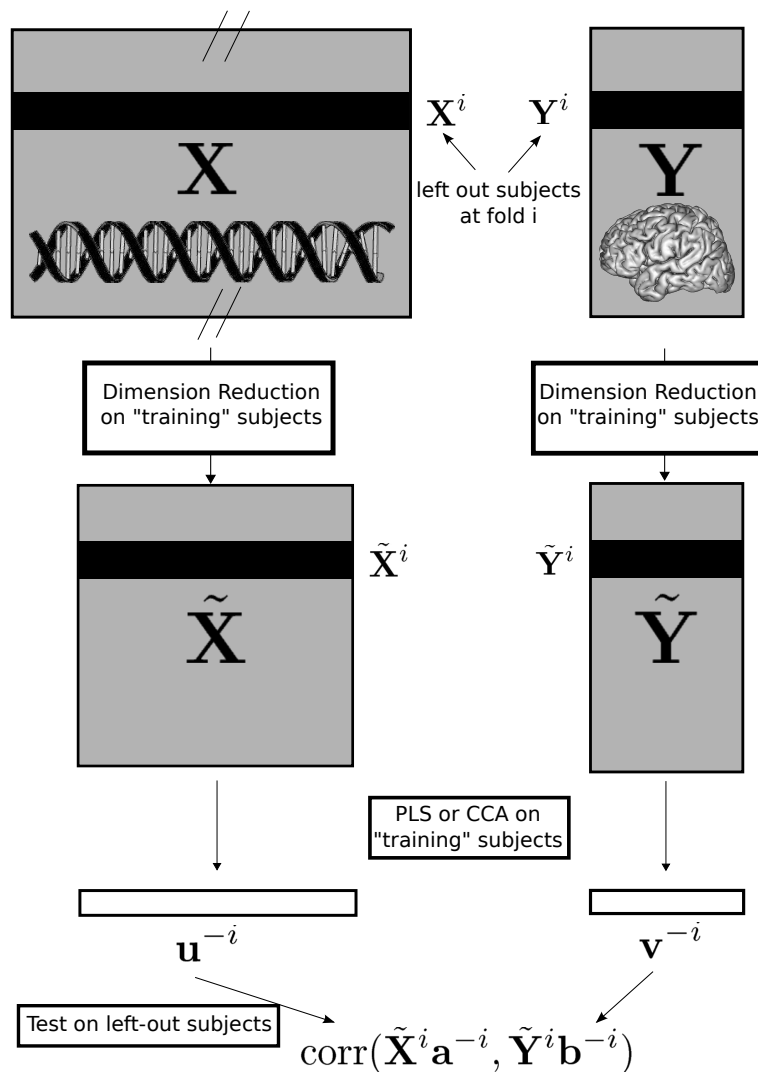 X
X^i
Y^i
Y
left out subjects
at fold i
Dimension Reduction
on "training" subjects
Dimension Reduction
on "training" subjects
X̃^i
Ỹ^i
X̃
Ỹ
PLS or CCA on
"training" subjects
u^{-i}
v^{-i}
Test on left-out subjects
corr(X̃^i a^{-i}, Ỹ^i b^{-i})